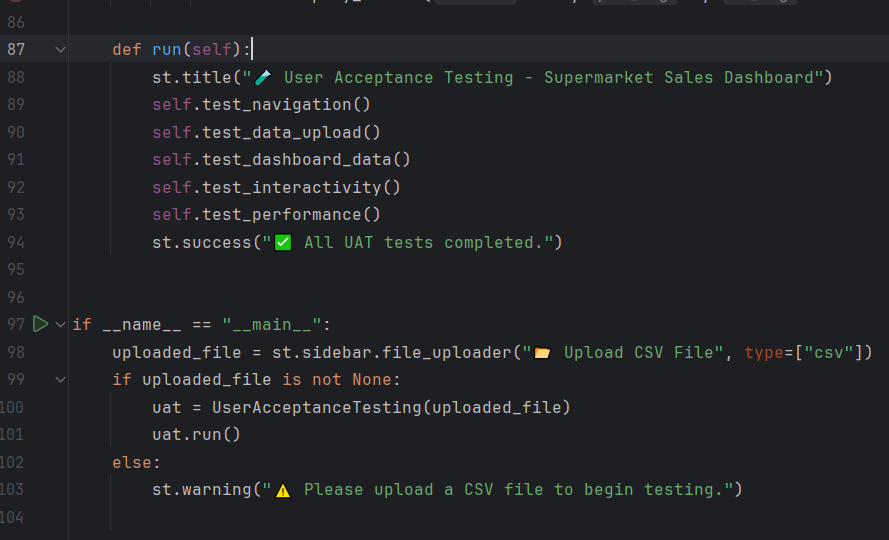 86
87 def run(self):
88 st.title("🧪 User Acceptance Testing - Supermarket Sales Dashboard")
89 self.test_navigation()
90 self.test_data_upload()
91 self.test_dashboard_data()
92 self.test_interactivity()
93 self.test_performance()
94 st.success("✅ All UAT tests completed.")
95
96
97 if __name__ == "__main__":
98 uploaded_file = st.sidebar.file_uploader("📂 Upload CSV File", type=["csv"])
99 if uploaded_file is not None:
100 uat = UserAcceptanceTesting(uploaded_file)
101 uat.run()
102 else:
103 st.warning("⚠️ Please upload a CSV file to begin testing.")
104